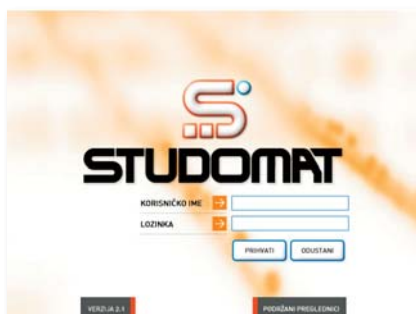 STUDOMAT
KORISNIČKO IME
LOZINKA
PRIHVATI ODUSTANI
VERZIJA 2.1 PODRŽANI PREGLEDNICI